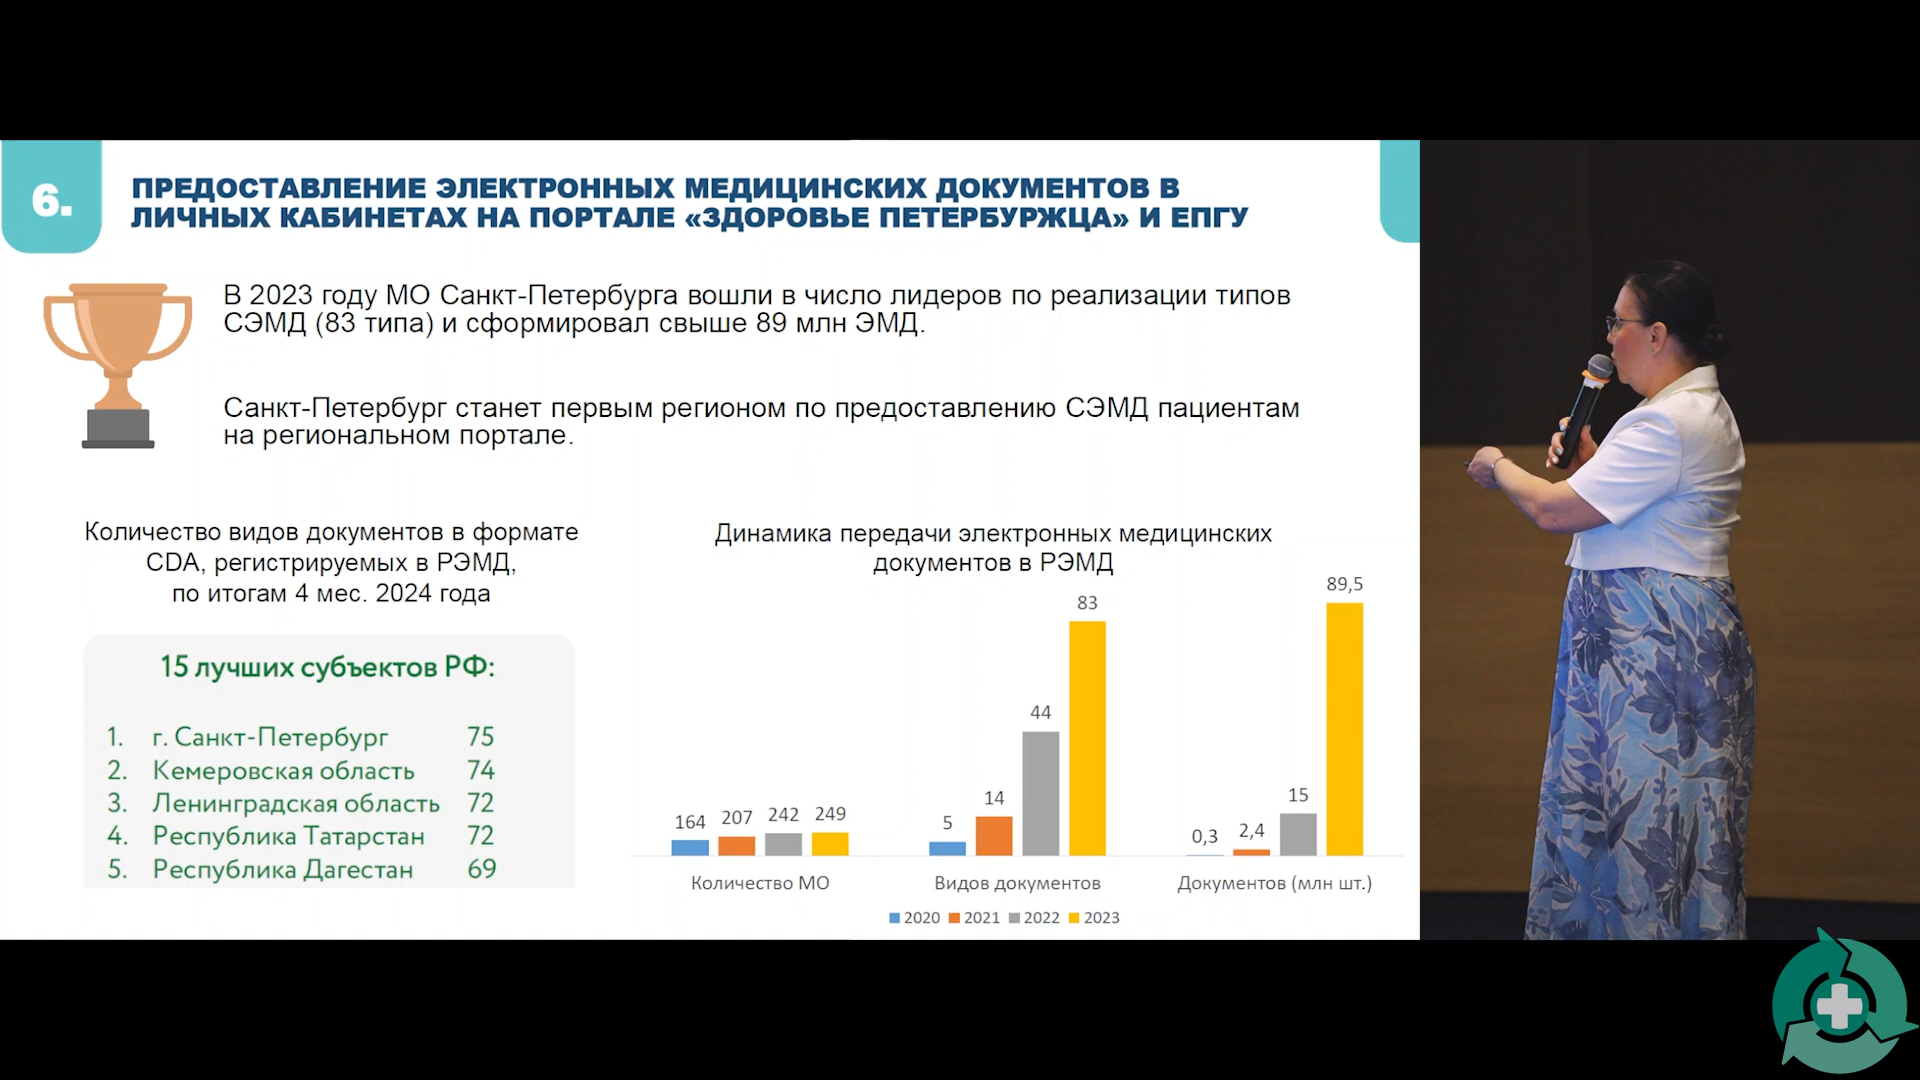 6.
ПРЕДОСТАВЛЕНИЕ ЭЛЕКТРОННЫХ МЕДИЦИНСКИХ ДОКУМЕНТОВ В
ЛИЧНЫХ КАБИНЕТАХ НА ПОРТАЛЕ «ЗДОРОВЬЕ ПЕТЕРБУРЖЦА» И ЕПГУ
В 2023 году МО Санкт-Петербурга вошли в число лидеров по реализации типов
СЭМД (83 типа) и сформировал свыше 89 млн ЭМД.
Санкт-Петербург станет первым регионом по предоставлению СЭМД пациентам
на региональном портале.
Количество видов документов в формате
CDA, регистрируемых в РЭМД,
по итогам 4 мес. 2024 года
15 лучших субъектов РФ:
1. г. Санкт-Петербург 75
2. Кемеровская область 74
3. Ленинградская область 72
4. Республика Татарстан 72
5. Республика Дагестан 69
Динамика передачи электронных медицинских
документов в РЭМД
164 207 242 249
5 14 44 83
0,3 2,4 15 89,5
Количество МО Видов документов Документов (млн шт.)
2020 2021 2022 2023